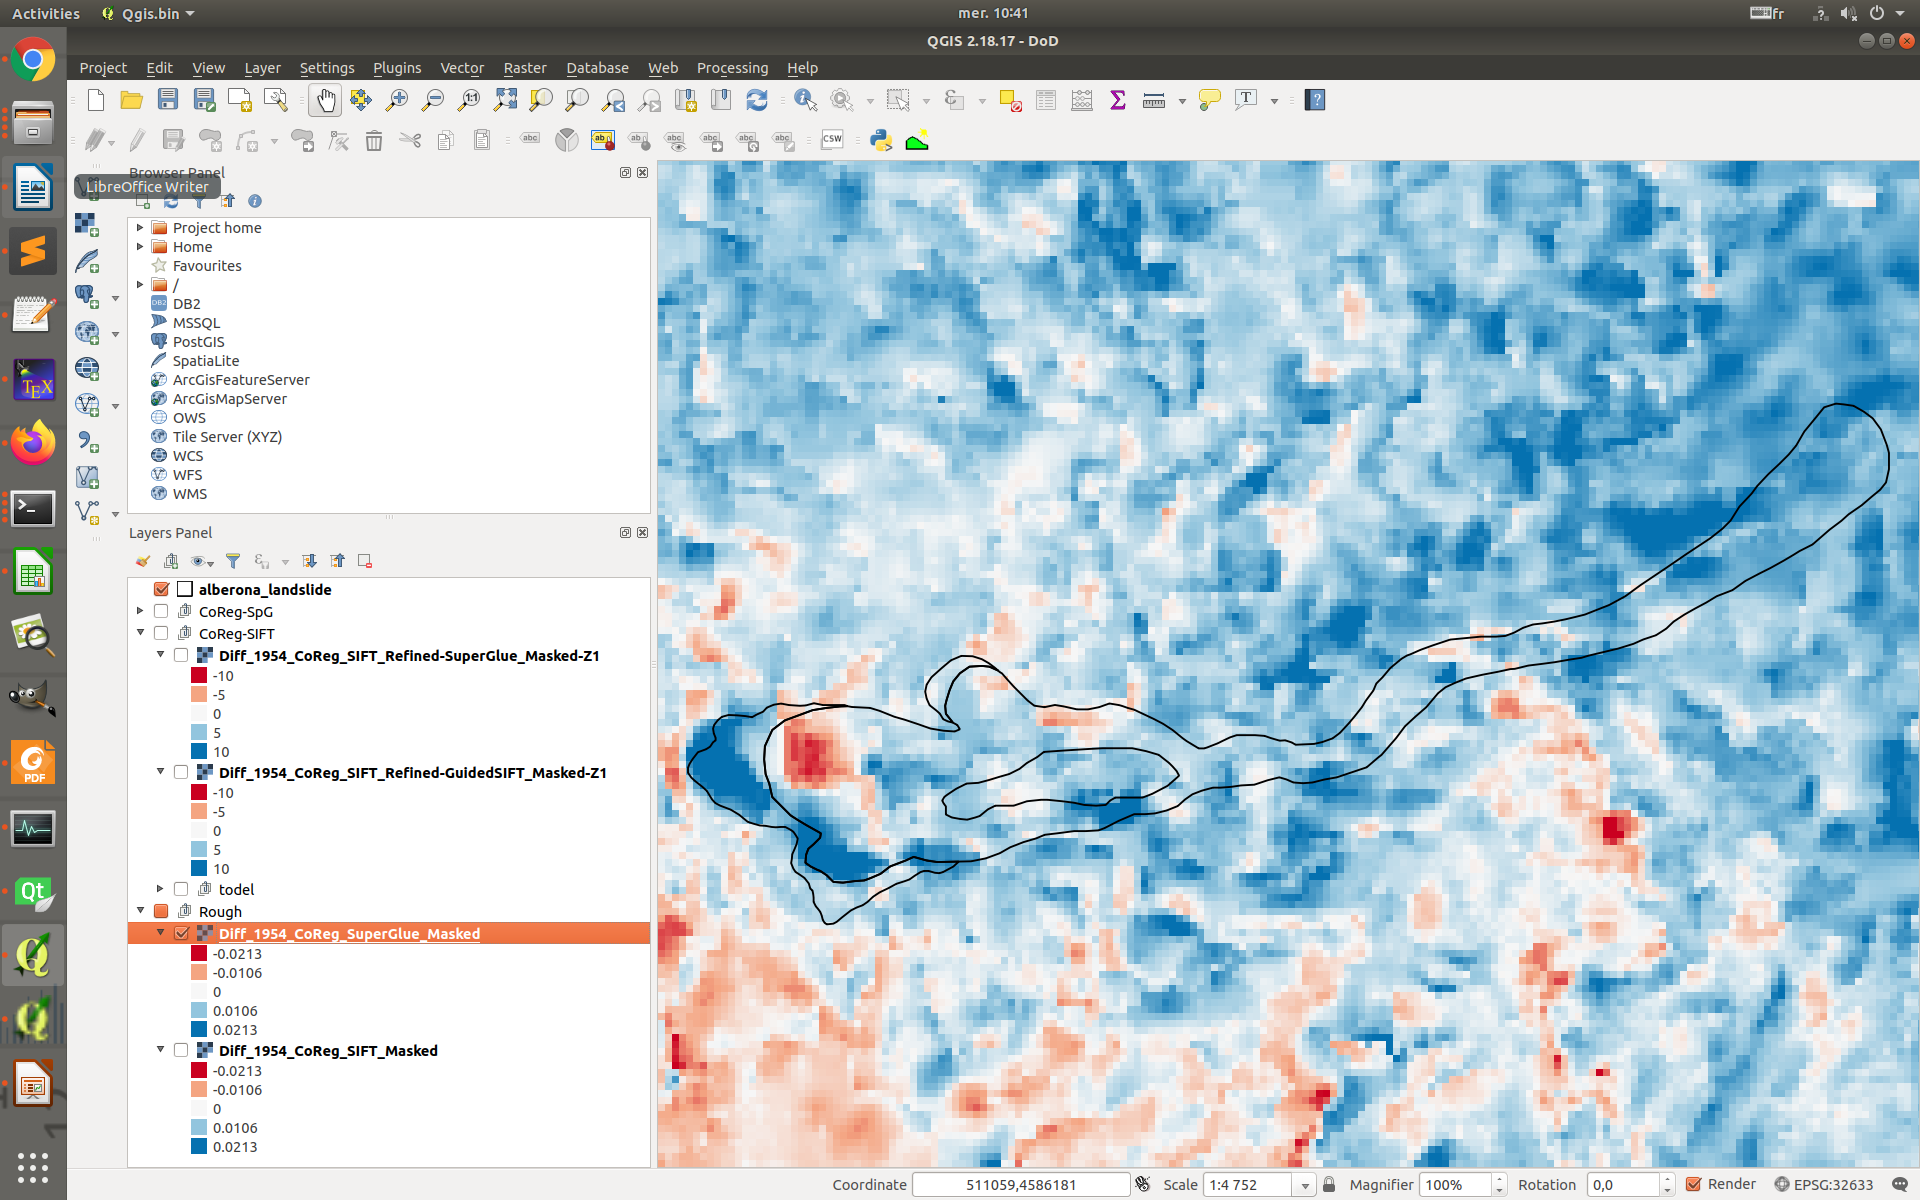 Activities Qgis.bin mer. 10:41 fr
QGIS 2.18.17 - DoD
Project Edit View Layer Settings Plugins Vector Raster Database Web Processing Help
Browser Panel
LibreOffice Writer
Project home
Home
Favourites
/
DB2
MSSQL
PostGIS
SpatiaLite
ArcGisFeatureServer
ArcGisMapServer
OWS
Tile Server (XYZ)
WCS
WFS
WMS
Layers Panel
alberona_landslide
CoReg-SpG
CoReg-SIFT
Diff_1954_CoReg_SIFT_Refined-SuperGlue_Masked-Z1
-10
-5
0
5
10
Diff_1954_CoReg_SIFT_Refined-GuidedSIFT_Masked-Z1
-10
-5
0
5
10
todel
Rough
Diff_1954_CoReg_SuperGlue_Masked
-0.0213
-0.0106
0
0.0106
0.0213
Diff_1954_CoReg_SIFT_Masked
-0.0213
-0.0106
0
0.0106
0.0213
Coordinate 511059,4586181 Scale 1:4 752 Magnifier 100% Rotation 0,0 Render EPSG:32633